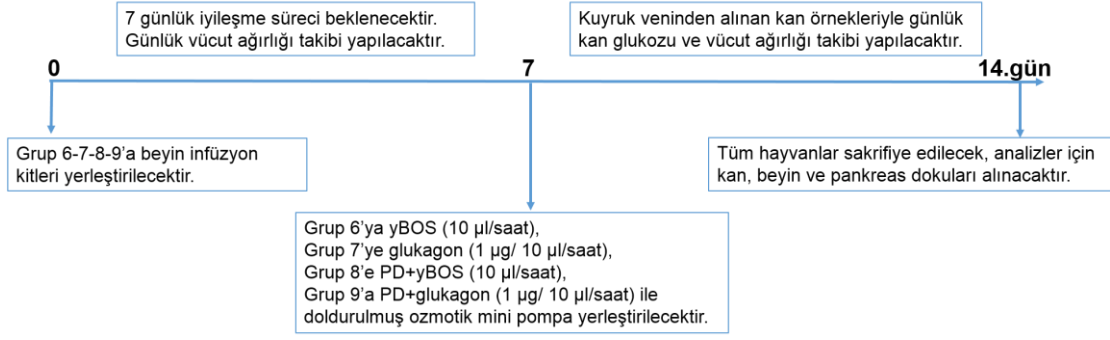 7 günlük iyileşme süreci beklenecektir.
Günlük vücut ağırlığı takibi yapılacaktır.
Kuyruk veninden alınan kan örnekleriyle günlük
kan glukozu ve vücut ağırlığı takibi yapılacaktır.
0
7
14.gün
Grup 6-7-8-9’a beyin infüzyon
kitleri yerleştirilecektir.
Tüm hayvanlar sakrifiye edilecek, analizler için
kan, beyin ve pankreas dokuları alınacaktır.
Grup 6’ya yBOS (10 µl/saat),
Grup 7’ye glukagon (1 µg/ 10 µl/saat),
Grup 8’e PD+yBOS (10 µl/saat),
Grup 9’a PD+glukagon (1 µg/ 10 µl/saat) ile
doldurulmuş ozmotik mini pompa yerleştirilecektir.